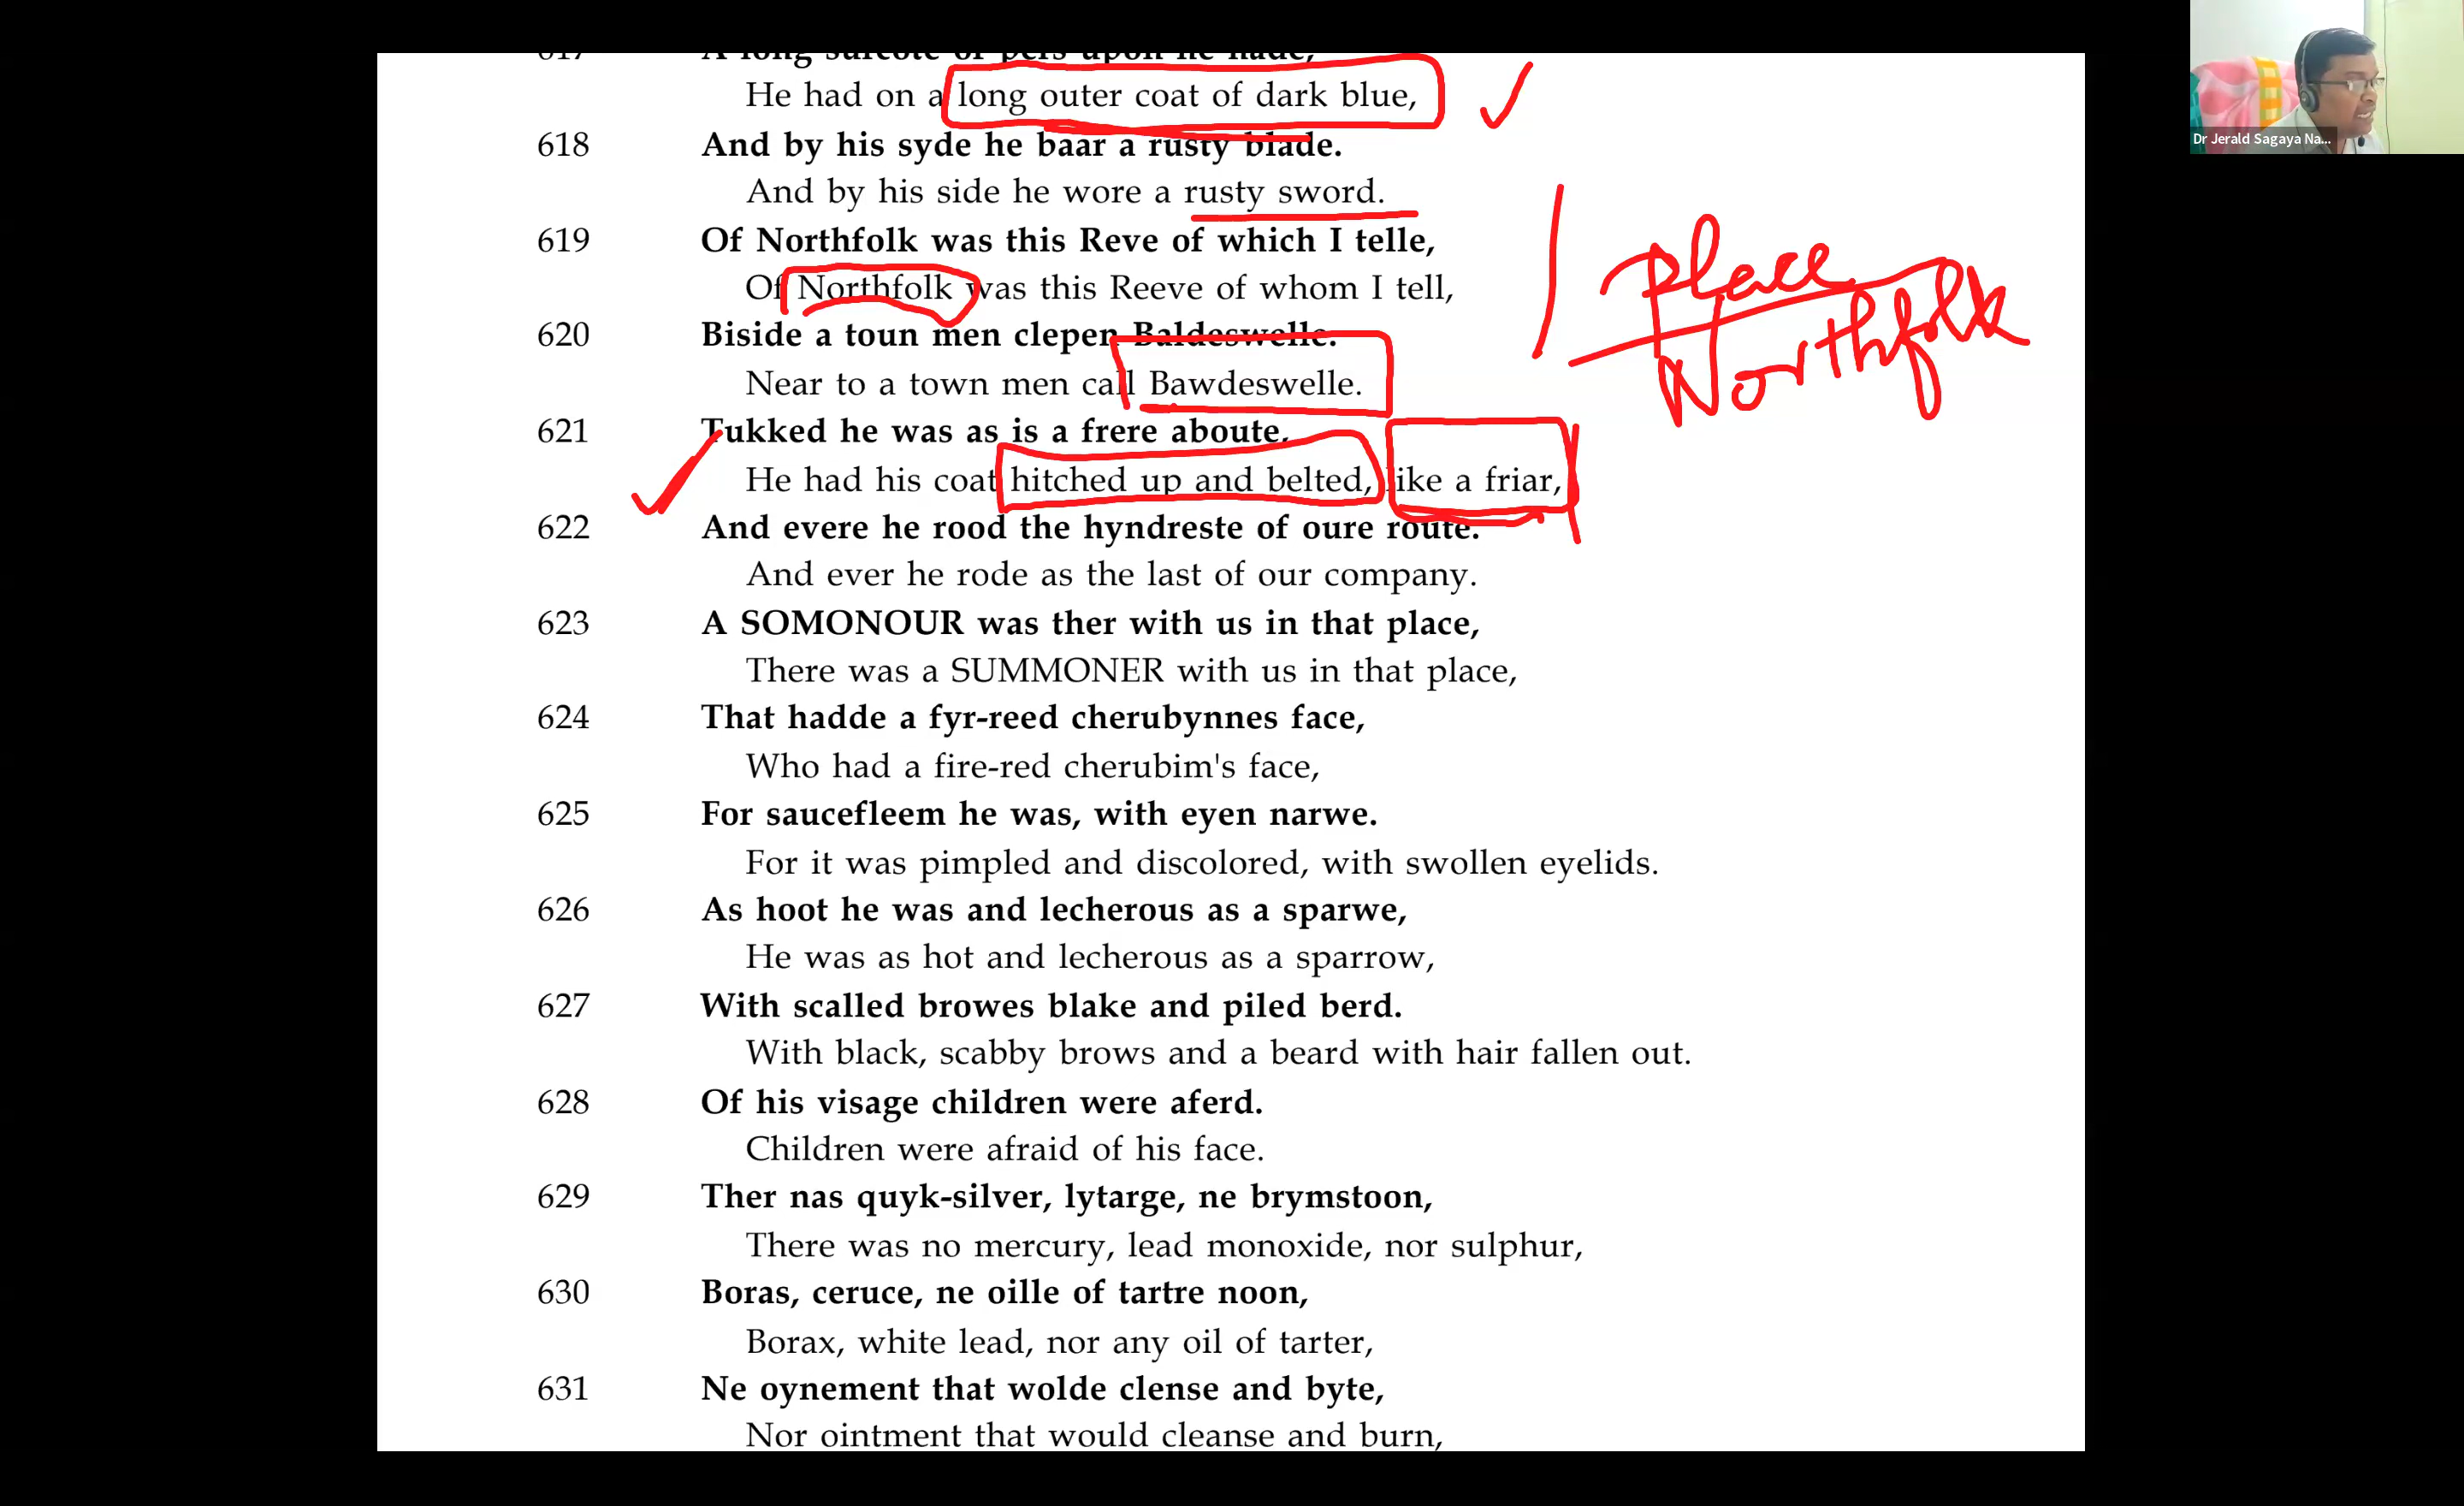 617 A long surcote of pers upon he hade,
He had on a long outer coat of dark blue,
618 And by his syde he baar a rusty blade.
And by his side he wore a rusty sword.
619 Of Northfolk was this Reve of which I telle,
Of Northfolk was this Reeve of whom I tell,
620 Biside a toun men clepen Baldeswelle.
Near to a town men call Bawdeswelle.
621 Tukked he was as is a frere aboute,
He had his coat hitched up and belted, like a friar,
622 And evere he rood the hyndreste of oure route.
And ever he rode as the last of our company.
623 A SOMONOUR was ther with us in that place,
There was a SUMMONER with us in that place,
624 That hadde a fyr-reed cherubynnes face,
Who had a fire-red cherubim's face,
625 For saucefleem he was, with eyen narwe.
For it was pimpled and discolored, with swollen eyelids.
626 As hoot he was and lecherous as a sparwe,
He was as hot and lecherous as a sparrow,
627 With scalled browes blake and piled berd.
With black, scabby brows and a beard with hair fallen out.
628 Of his visage children were aferd.
Children were afraid of his face.
629 Ther nas quyk-silver, lytarge, ne brymstoon,
There was no mercury, lead monoxide, nor sulphur,
630 Boras, ceruce, ne oille of tartre noon,
Borax, white lead, nor any oil of tarter,
631 Ne oynement that wolde clense and byte,
Nor ointment that would cleanse and burn,
Place
Northfolk
Dr Jerald Sagaya Na...